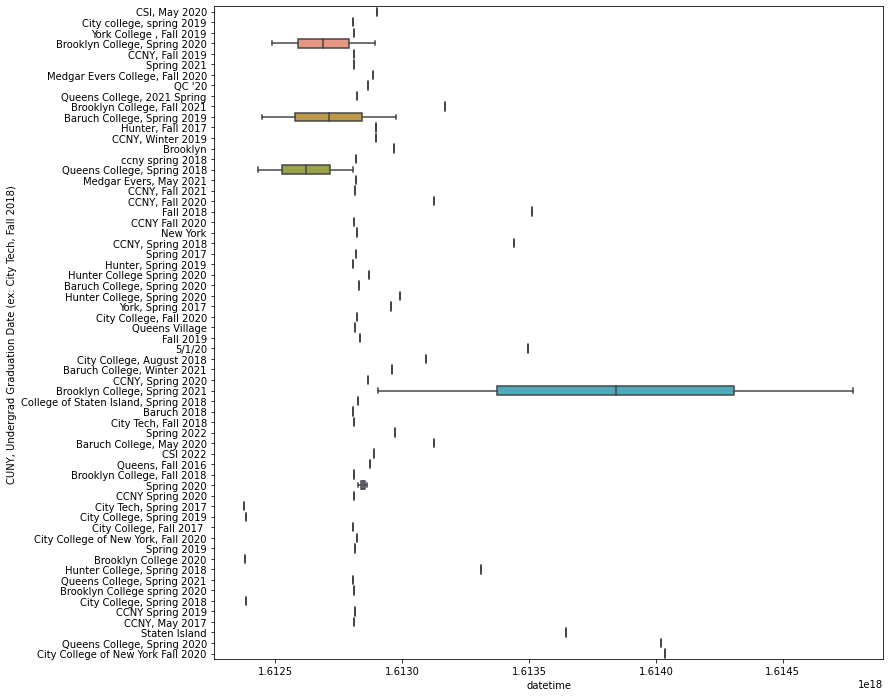 CSI, May 2020
City college, spring 2019
York College , Fall 2019
Brooklyn College, Spring 2020
CCNY, Fall 2019
Spring 2021
Medgar Evers College, Fall 2020
QC '20
Queens College, 2021 Spring
Brooklyn College, Fall 2021
Baruch College, Spring 2019
Hunter, Fall 2017
CCNY, Winter 2019
Brooklyn
ccny spring 2018
Queens College, Spring 2018
Medgar Evers, May 2021
CCNY, Fall 2021
CCNY, Fall 2020
Fall 2018
CCNY Fall 2020
New York
CCNY, Spring 2018
Spring 2017
Hunter, Spring 2019
Hunter College Spring 2020
Baruch College, Spring 2020
Hunter College, Spring 2020
York, Spring 2017
City College, Fall 2020
Queens Village
Fall 2019
5/1/20
City College, August 2018
Baruch College, Winter 2021
CCNY, Spring 2020
Brooklyn College, Spring 2021
College of Staten Island, Spring 2018
Baruch 2018
City Tech, Fall 2018
Spring 2022
Baruch College, May 2020
CSI 2022
Queens, Fall 2016
Brooklyn College, Fall 2018
Spring 2020
CCNY Spring 2020
City Tech, Spring 2017
City College, Spring 2019
City College, Fall 2017
City College of New York, Fall 2020
Spring 2019
Brooklyn College 2020
Hunter College, Spring 2018
Queens College, Spring 2021
Brooklyn College spring 2020
City College, Spring 2018
CCNY Spring 2019
CCNY, May 2017
Staten Island
Queens College, Spring 2020
City College of New York Fall 2020
CUNY, Undergrad Graduation Date (ex: City Tech, Fall 2018)
1.6125 1.6130 1.6135 1.6140 1.6145
1e18
datetime